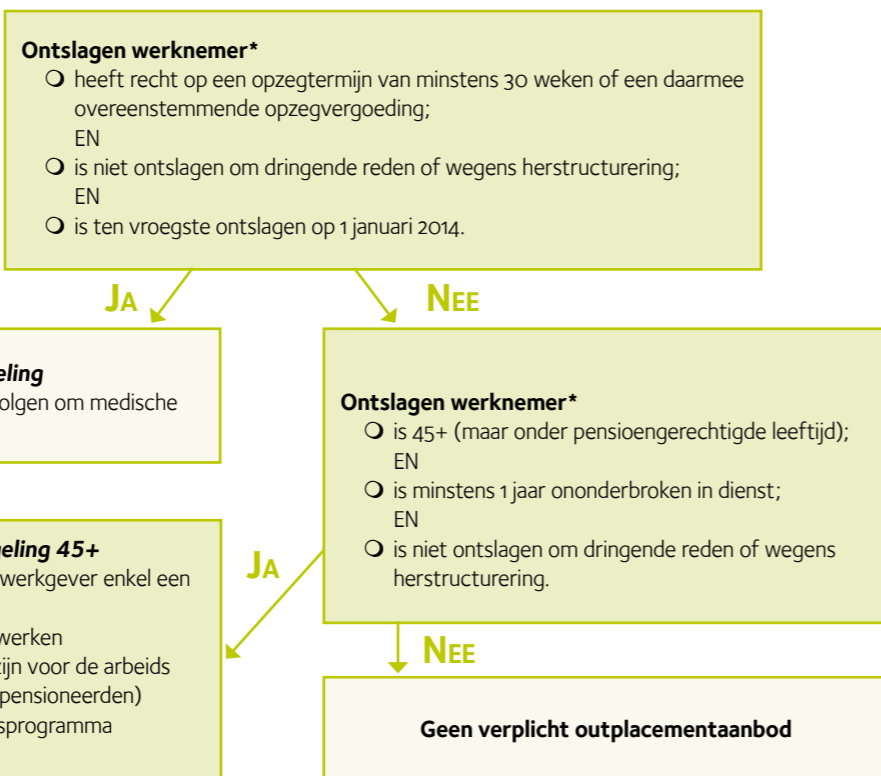 Ontslagen werknemer*
❍ heeft recht op een opzegtermijn van minstens 30 weken of een daarmee
overeenstemmende opzegvergoeding;
EN
❍ is niet ontslagen om dringende reden of wegens herstructurering;
EN
❍ is ten vroegste ontslagen op 1 januari 2014.
JA
NEE
eling
olgen om medische
Ontslagen werknemer*
❍ is 45+ (maar onder pensioengerechtigde leeftijd);
EN
❍ is minstens 1 jaar ononderbroken in dienst;
EN
❍ is niet ontslagen om dringende reden of wegens
herstructurering.
JA
eling 45+
werkgever enkel een
werken
zijn voor de arbeids
pensioneerden)
sprogramma
NEE
Geen verplicht outplacementaanbod